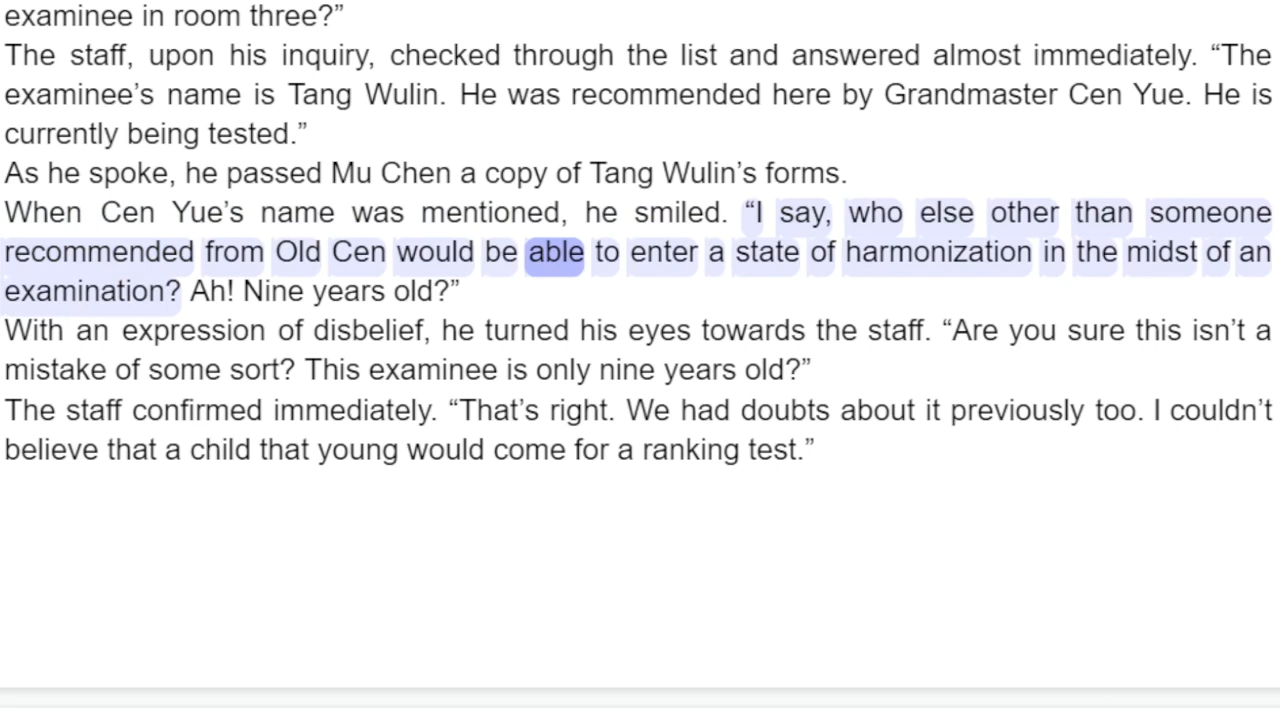 examinee in room three?”
The staff, upon his inquiry, checked through the list and answered almost immediately. “The
examinee’s name is Tang Wulin. He was recommended here by Grandmaster Cen Yue. He is
currently being tested.”
As he spoke, he passed Mu Chen a copy of Tang Wulin’s forms.
When Cen Yue’s name was mentioned, he smiled. “I say, who else other than someone
recommended from Old Cen would be able to enter a state of harmonization in the midst of an
examination? Ah! Nine years old?”
With an expression of disbelief, he turned his eyes towards the staff. “Are you sure this isn’t a
mistake of some sort? This examinee is only nine years old?”
The staff confirmed immediately. “That’s right. We had doubts about it previously too. I couldn’t
believe that a child that young would come for a ranking test.”